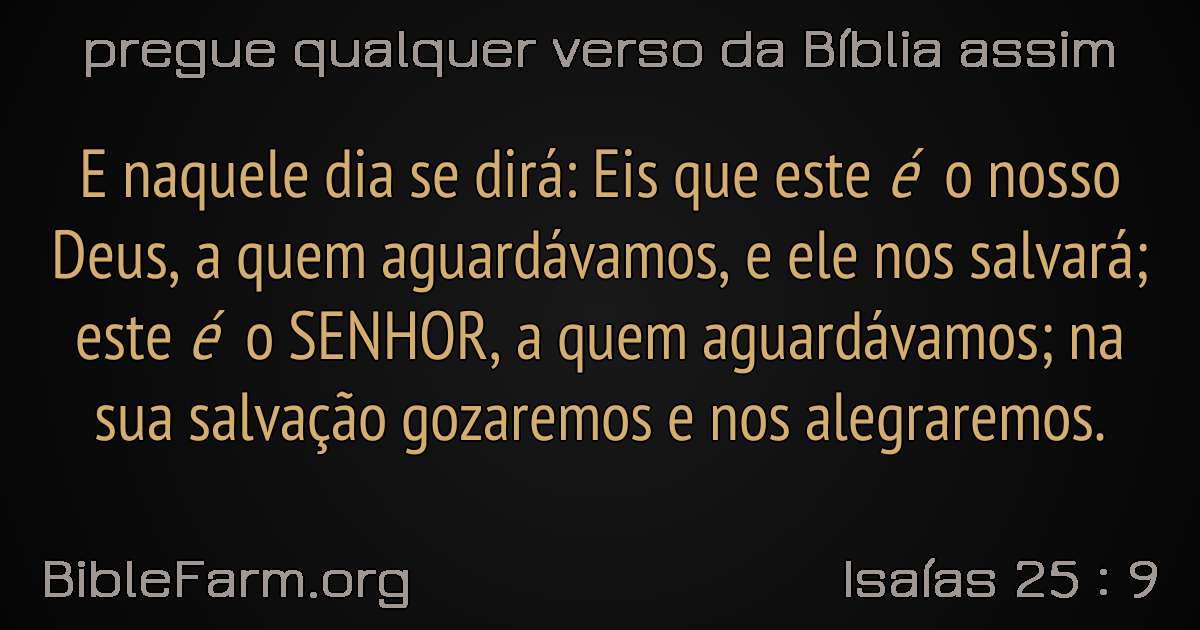 pregue qualquer verso da Bíblia assim
E naquele dia se dirá: Eis que este é o nosso
Deus, a quem aguardávamos, e ele nos salvará;
este é o SENHOR, a quem aguardávamos; na
sua salvação gozaremos e nos alegraremos.
BibleFarm.org
Isaías 25 : 9